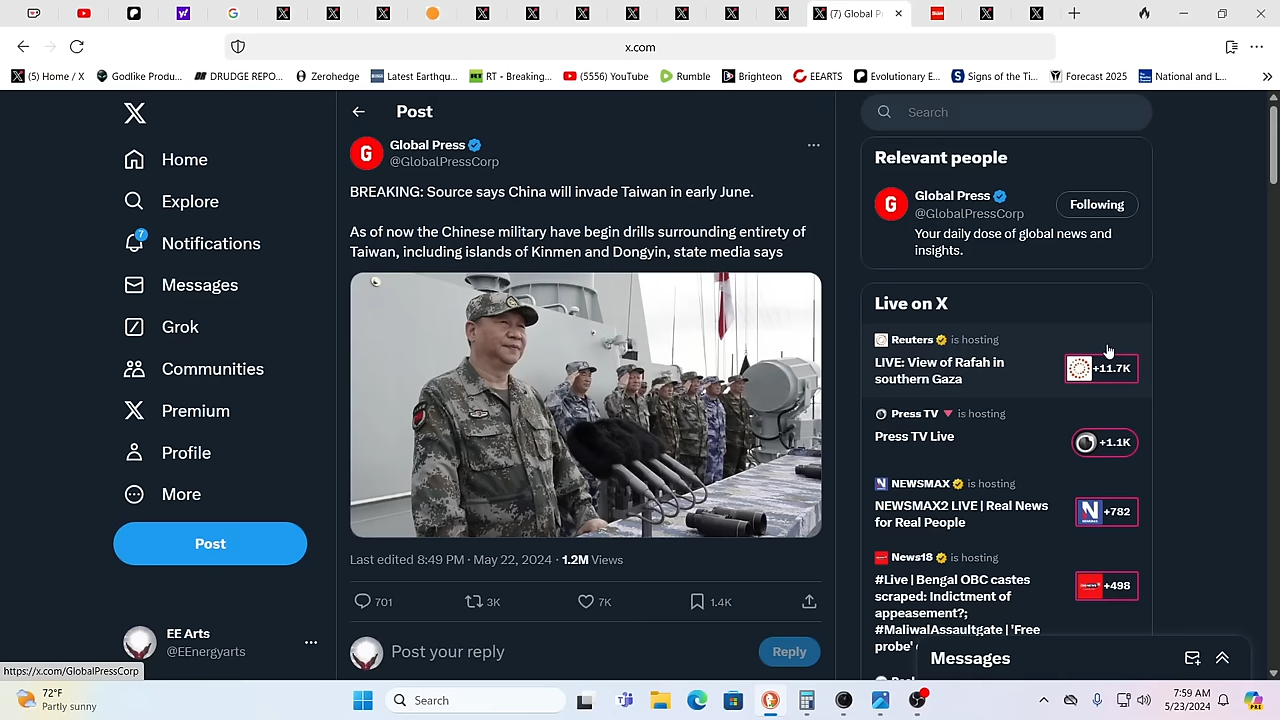 (7) Global P
x.com
(5) Home / X
Godlike Produ...
DRUDGE REPO...
Zerohedge
Latest Earthqu...
RT - Breaking...
(5556) YouTube
Rumble
Brighteon
EEARTS
Evolutionary E...
Signs of the Ti...
Forecast 2025
National and L...
Home
Explore
7
Notifications
Messages
Grok
Communities
Premium
Profile
More
Post
EE Arts
@EEnergyarts
https://x.com/GlobalPressCorp
Post
G
Global Press
@GlobalPressCorp
BREAKING: Source says China will invade Taiwan in early June.
As of now the Chinese military have begin drills surrounding entirety of
Taiwan, including islands of Kinmen and Dongyin, state media says
Last edited 8:49 PM · May 22, 2024 · 1.2M Views
701
3K
7K
1.4K
Post your reply
Reply
Search
Relevant people
G
Global Press
@GlobalPressCorp
Following
Your daily dose of global news and
insights.
Live on X
Reuters is hosting
LIVE: View of Rafah in
southern Gaza
+11.7K
Press TV is hosting
Press TV Live
+1.1K
NEWSMAX is hosting
NEWSMAX2 LIVE | Real News
for Real People
+782
News18 is hosting
#Live | Bengal OBC castes
scraped: Indictment of
appeasement?;
#MaliwalAssaultgate | 'Free
probe'
+498
Messages
72°F
Partly sunny
Search
7:59 AM
5/23/2024
PRE